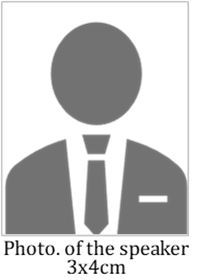 Photo. of the speaker
3x4cm